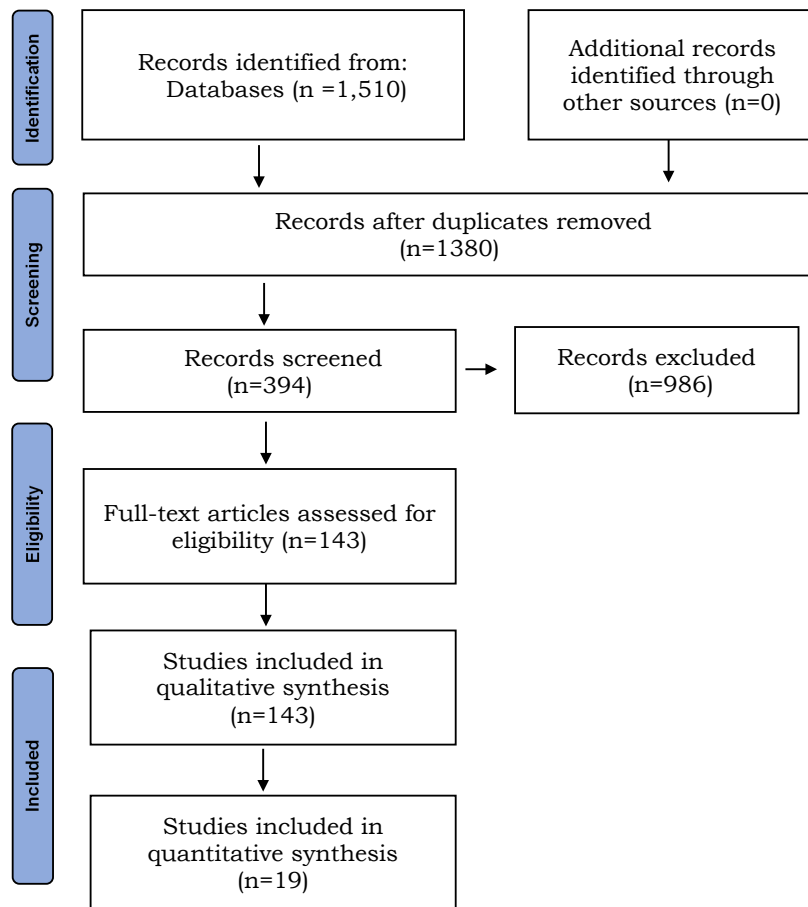 Identification
Records identified from:
Databases (n =1,510)
Additional records
identified through
other sources (n=0)
Screening
Records after duplicates removed
(n=1380)
Records screened
(n=394)
Records excluded
(n=986)
Eligibility
Full-text articles assessed for
eligibility (n=143)
Included
Studies included in
qualitative synthesis
(n=143)
Studies included in
quantitative synthesis
(n=19)